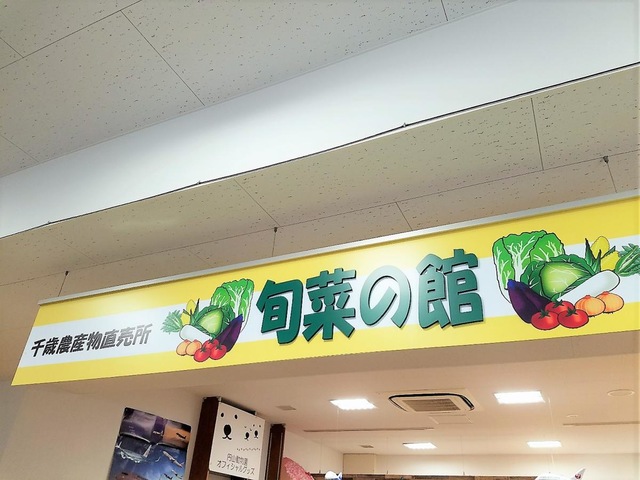 千歳農産物直売所
旬菜の館
円山動物園
オフィシャルグッズ